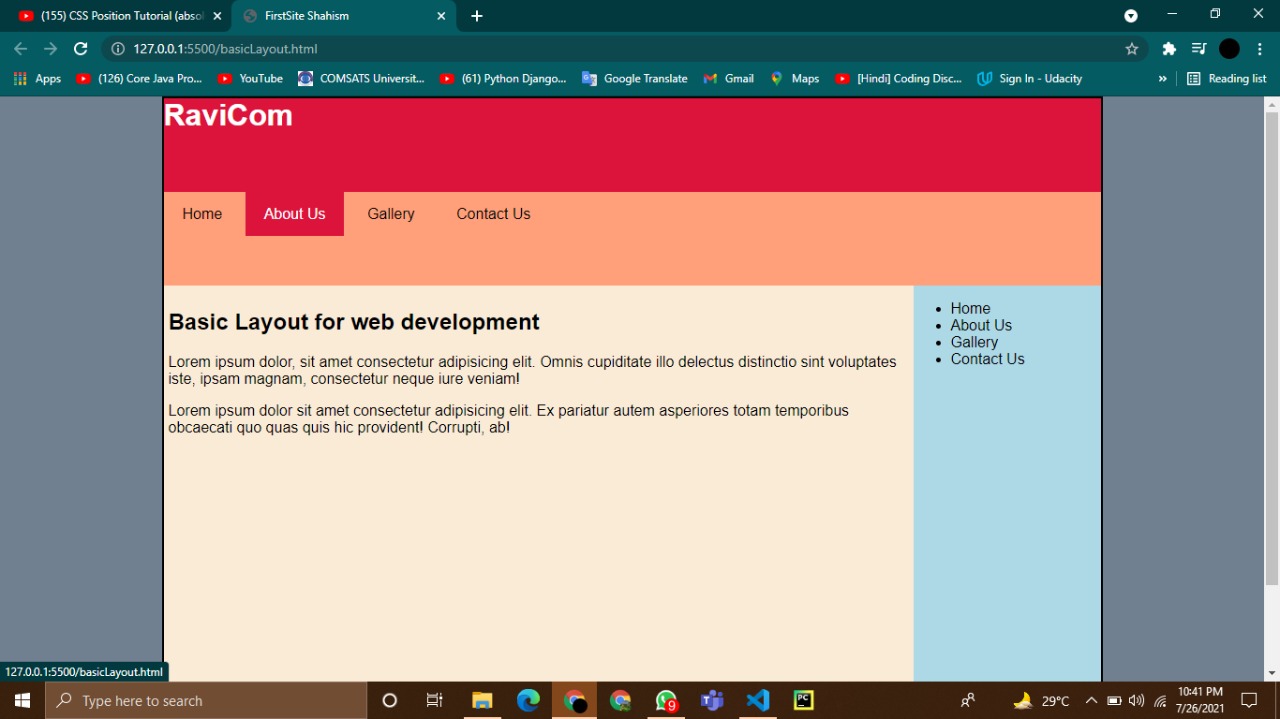 (155) CSS Position Tutorial (absol
FirstSite Shahism
127.0.0.1:5500/basicLayout.html
Apps
(126) Core Java Pro...
YouTube
COMSATS Universit...
(61) Python Django...
Google Translate
Gmail
Maps
[Hindi] Coding Disc...
Sign In - Udacity
»
Reading list
RaviCom
Home About Us Gallery Contact Us
Basic Layout for web development
Lorem ipsum dolor, sit amet consectetur adipisicing elit. Omnis cupiditate illo delectus distinctio sint voluptates
iste, ipsam magnam, consectetur neque iure veniam!
Lorem ipsum dolor sit amet consectetur adipisicing elit. Ex pariatur autem asperiores totam temporibus
obcaecati quo quas quis hic provident! Corrupti, ab!
• Home
• About Us
• Gallery
• Contact Us
127.0.0.1:5500/basicLayout.html
Type here to search
9
PC
29°C
10:41 PM
7/26/2021